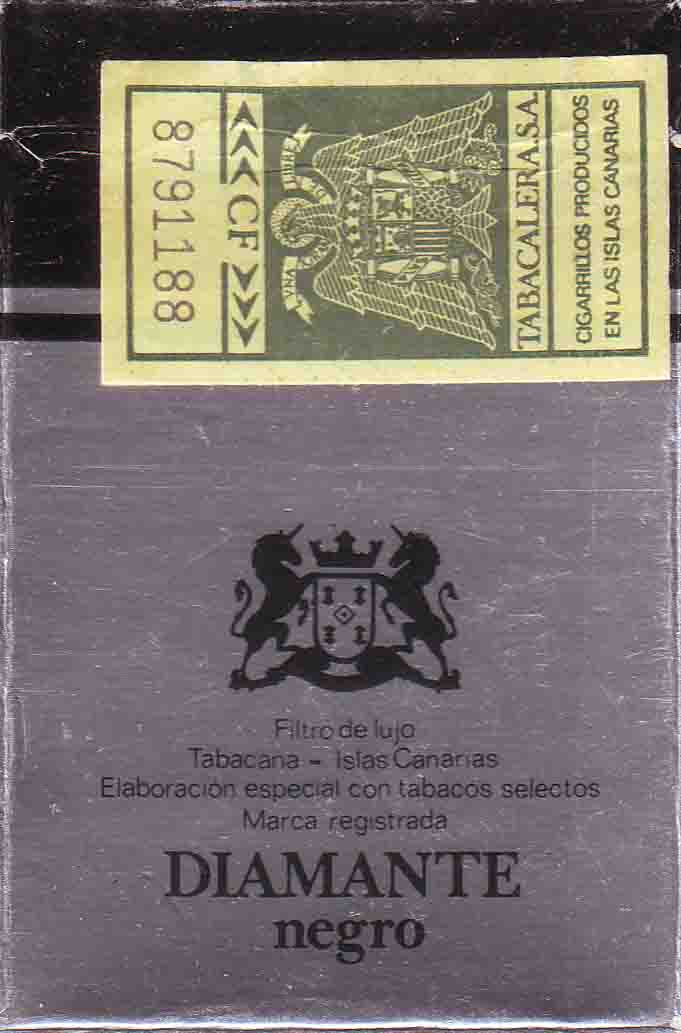 8791188
<<< CF >>>
UNA
LIBRE
TABACALERA.S.A.
CIGARRILLOS PRODUCIDOS
EN LAS ISLAS CANARIAS
Filtro de lujo
Tabacana - Islas Canarias
Elaboración especial con tabacos selectos
Marca registrada
DIAMANTE
negro